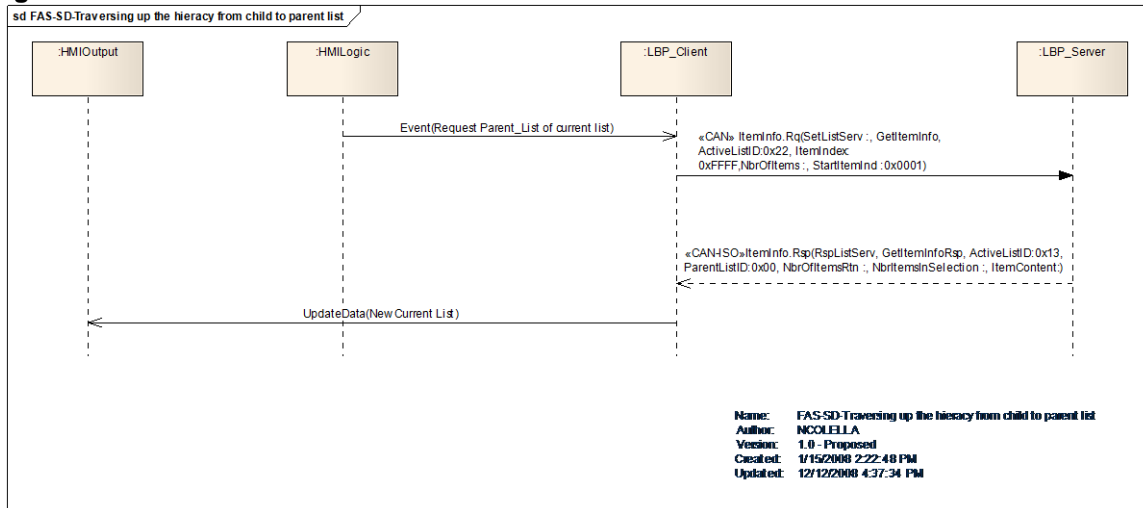 sd FAS-SD-Traversing up the hieracy from child to parent list
:HMIOutput
:HMILogic
:LBP_Client
:LBP_Server
Event(Request Parent_List of current list)
«CAN» ItemInfo.Rq(SetListServ :, GetItemInfo,
ActiveListID:0x22, ItemIndex:
0xFFFF,NbrOfItems :, StartItemInd :0x0001)
«CAN-ISO»ItemInfo.Rsp(RspListServ, GetItemInfoRsp, ActiveListID:0x13,
ParentListID:0x00, NbrOfItemsRtn :, NbrItemsInSelection :, ItemContent:)
UpdateData(New Current List)
Name: FAS-SD-Traversing up the hieracy from child to parent list
Author: NCOLELLA
Version: 1.0 - Proposed
Created: 1/15/2008 2:22:48 PM
Updated: 12/12/2008 4:37:34 PM